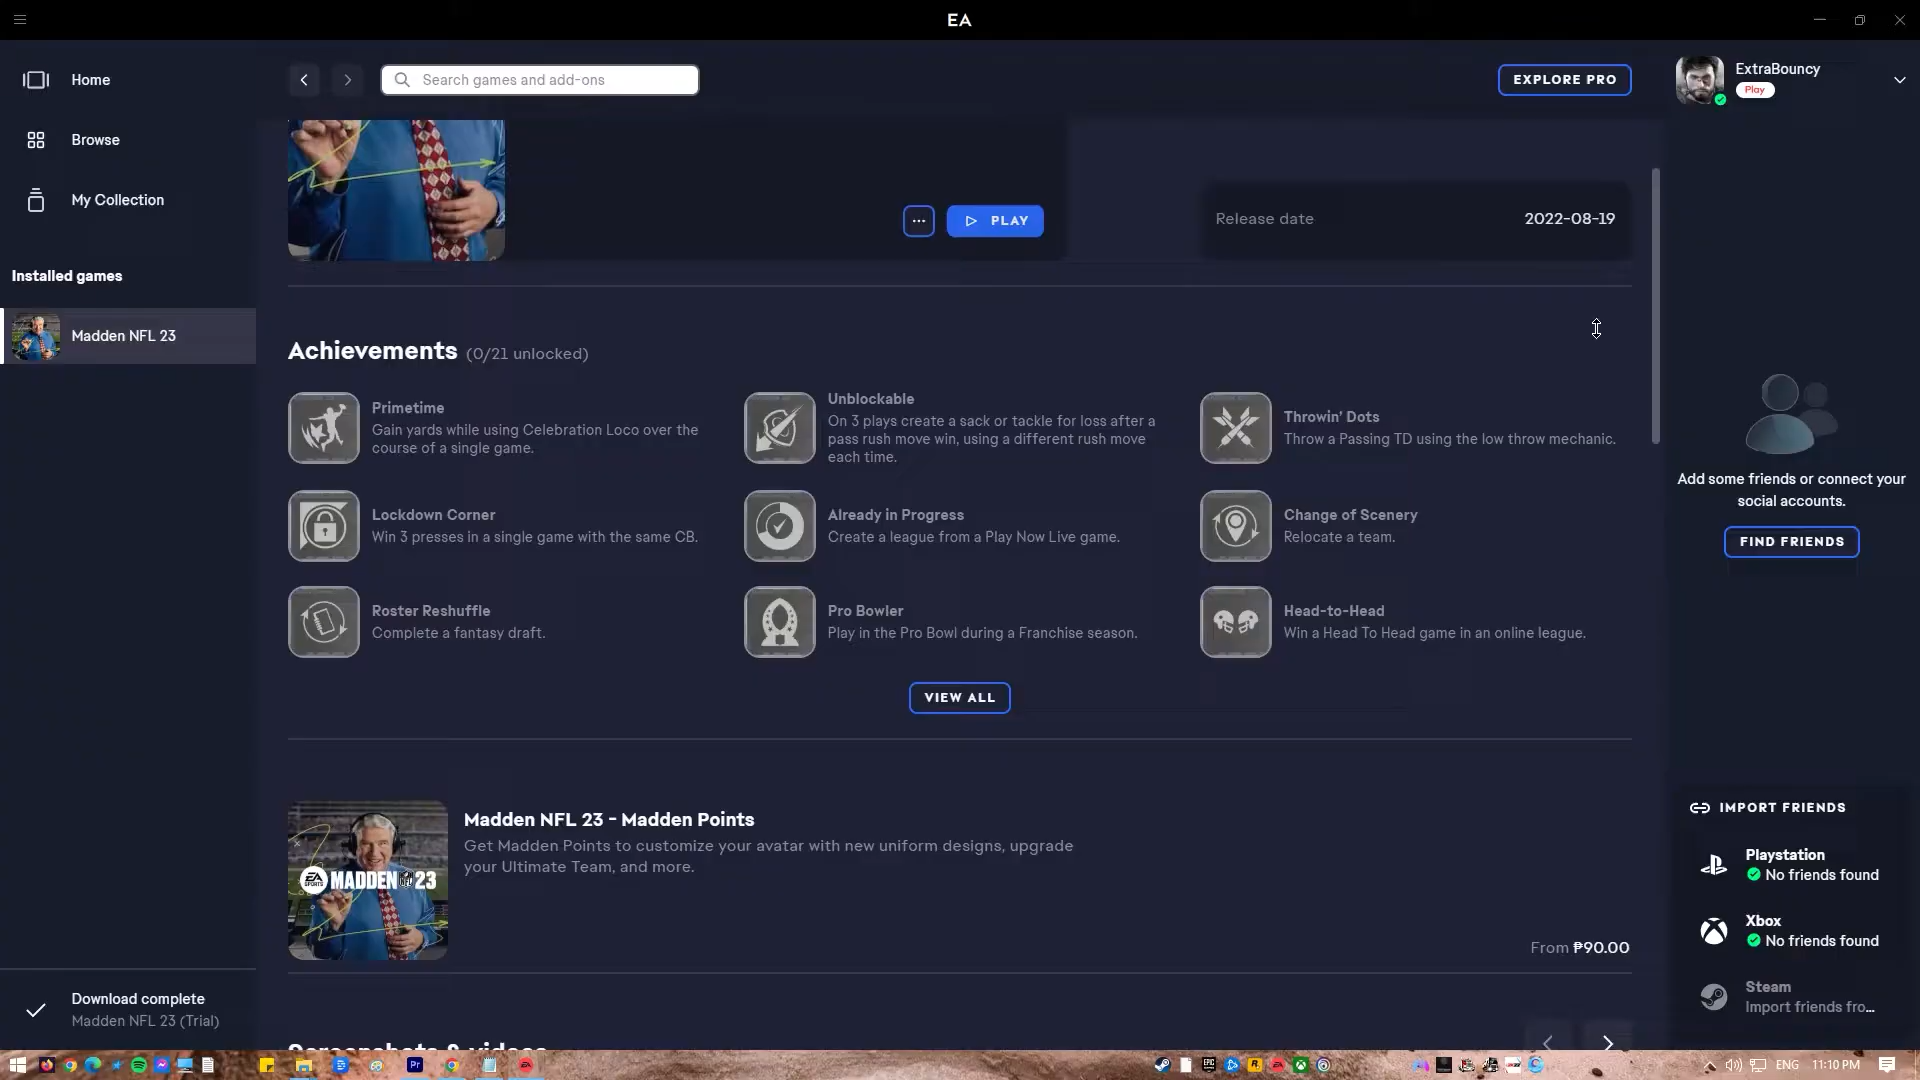 EA
Home
Browse
My Collection
Installed games
Madden NFL 23
Download complete
Madden NFL 23 (Trial)
Search games and add-ons
EXPLORE PRO
ExtraBouncy
Play
PLAY
Release date
2022-08-19
Achievements (0/21 unlocked)
Primetime
Gain yards while using Celebration Loco over the
course of a single game.
Unblockable
On 3 plays create a sack or tackle for loss after a
pass rush move win, using a different rush move
each time.
Throwin' Dots
Throw a Passing TD using the low throw mechanic.
Lockdown Corner
Win 3 presses in a single game with the same CB.
Already in Progress
Create a league from a Play Now Live game.
Change of Scenery
Relocate a team.
Roster Reshuffle
Complete a fantasy draft.
Pro Bowler
Play in the Pro Bowl during a Franchise season.
Head-to-Head
Win a Head To Head game in an online league.
VIEW ALL
EA SPORTS MADDEN NFL 23
Madden NFL 23 - Madden Points
Get Madden Points to customize your avatar with new uniform designs, upgrade
your Ultimate Team, and more.
From ₱90.00
Screenshots & videos
Add some friends or connect your
social accounts.
FIND FRIENDS
IMPORT FRIENDS
Playstation
No friends found
Xbox
No friends found
Steam
Import friends fro...
Pr
EPIC
ENG
11:10 PM